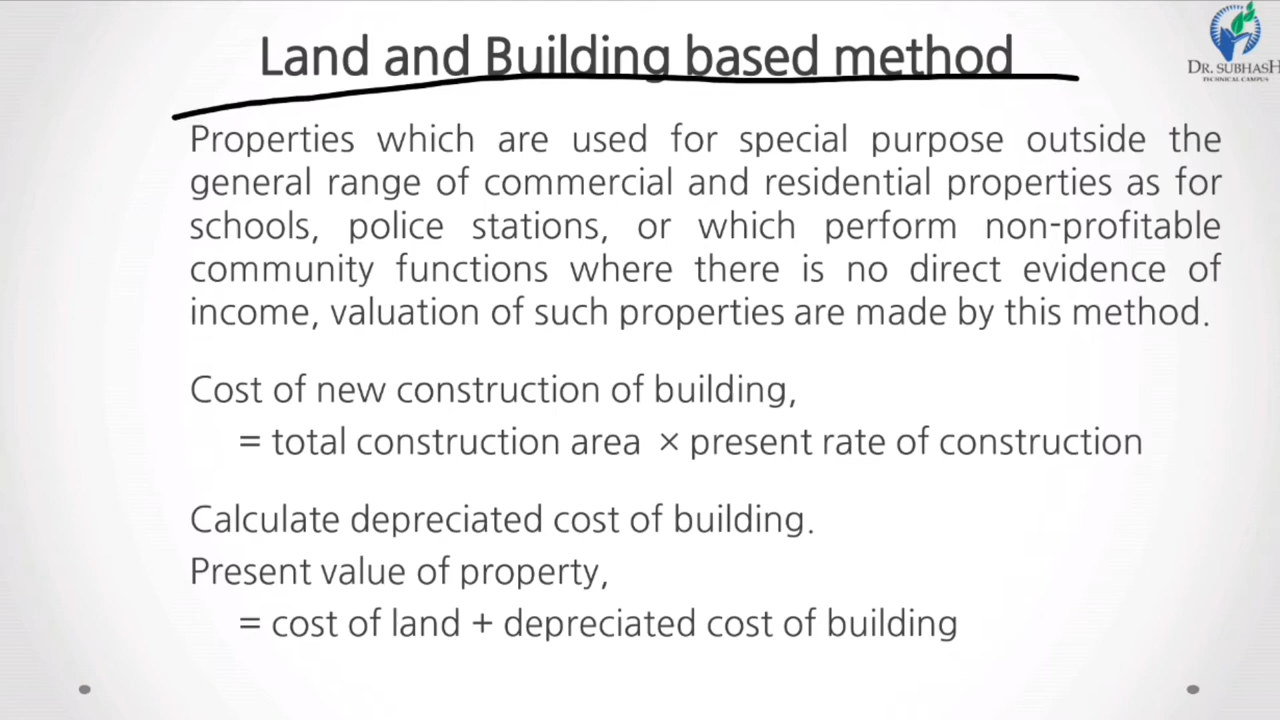 Land and Building based method
DR. SUBHASH
TECHNICAL CAMPUS
Properties which are used for special purpose outside the
general range of commercial and residential properties as for
schools, police stations, or which perform non-profitable
community functions where there is no direct evidence of
income, valuation of such properties are made by this method.
Cost of new construction of building,
= total construction area × present rate of construction
Calculate depreciated cost of building.
Present value of property,
= cost of land + depreciated cost of building